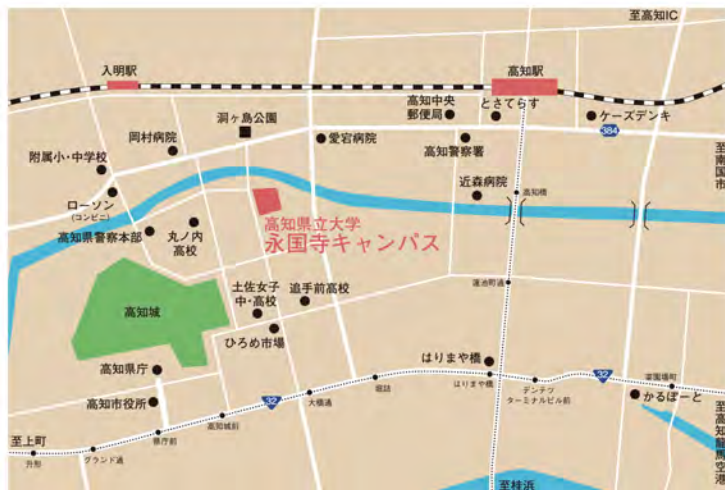 至高知IC
入明駅
高知駅
洞ヶ島公園
高知中央
郵便局
とさてらす
ケーズデンキ
384
岡村病院
愛宕病院
高知警察署
附属小・中学校
至南国市
近森病院
ローソン
(コンビニ)
高知橋
高知県警察本部
丸ノ内
高校
高知県立大学
永国寺キャンパス
蓮池町通
土佐女子
中・高校
追手前高校
高知城
ひろめ市場
はりまや橋
高知県庁
はりまや橋
デンテツ
ターミナルビル前
32
菜園場町
堀詰
かるぽーと
高知市役所
32
大橋通
高知城前
至上町
県庁前
グランド通
升形
至高知龍馬空港
至桂浜